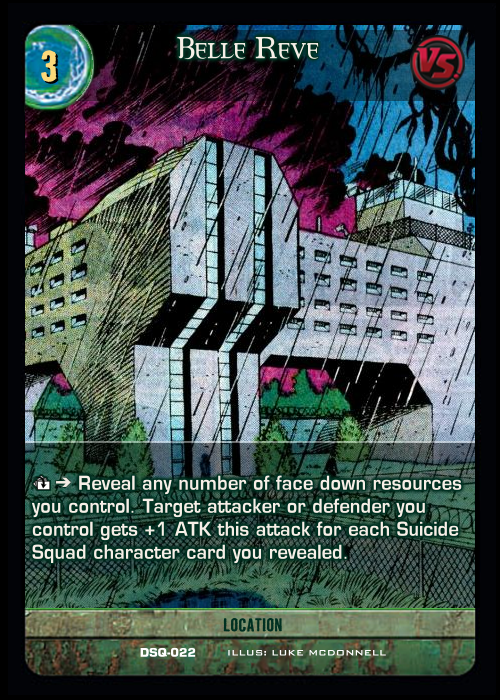 3
BELLE REVE
VS.
➔ Reveal any number of face down resources
you control. Target attacker or defender you
control gets +1 ATK this attack for each Suicide
Squad character card you revealed.
LOCATION
DSQ-022 ILLUS: LUKE MCDONNELL